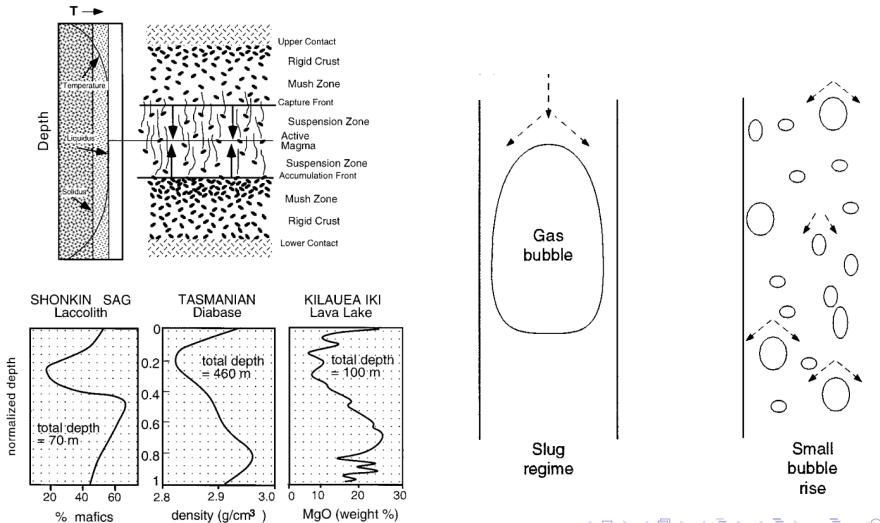 T
Depth
Temperature
Liquidus
Solidus
Upper Contact
Rigid Crust
Mush Zone
Capture Front
Suspension Zone
Active
Magma
Suspension Zone
Accumulation Front
Mush Zone
Rigid Crust
Lower Contact
SHONKIN SAG
Laccolith
normalized depth
total depth
= 70 m
20 40 60
% mafics
TASMANIAN
Diabase
0
0.2
0.4
0.6
0.8
1
total depth
= 460 m
2.8 2.9 3.0
density (g/cm³ )
KILAUEA IKI
Lava Lake
total depth
= 100 m
0 10 20 30
MgO (weight %)
Gas
bubble
Slug
regime
Small
bubble
rise